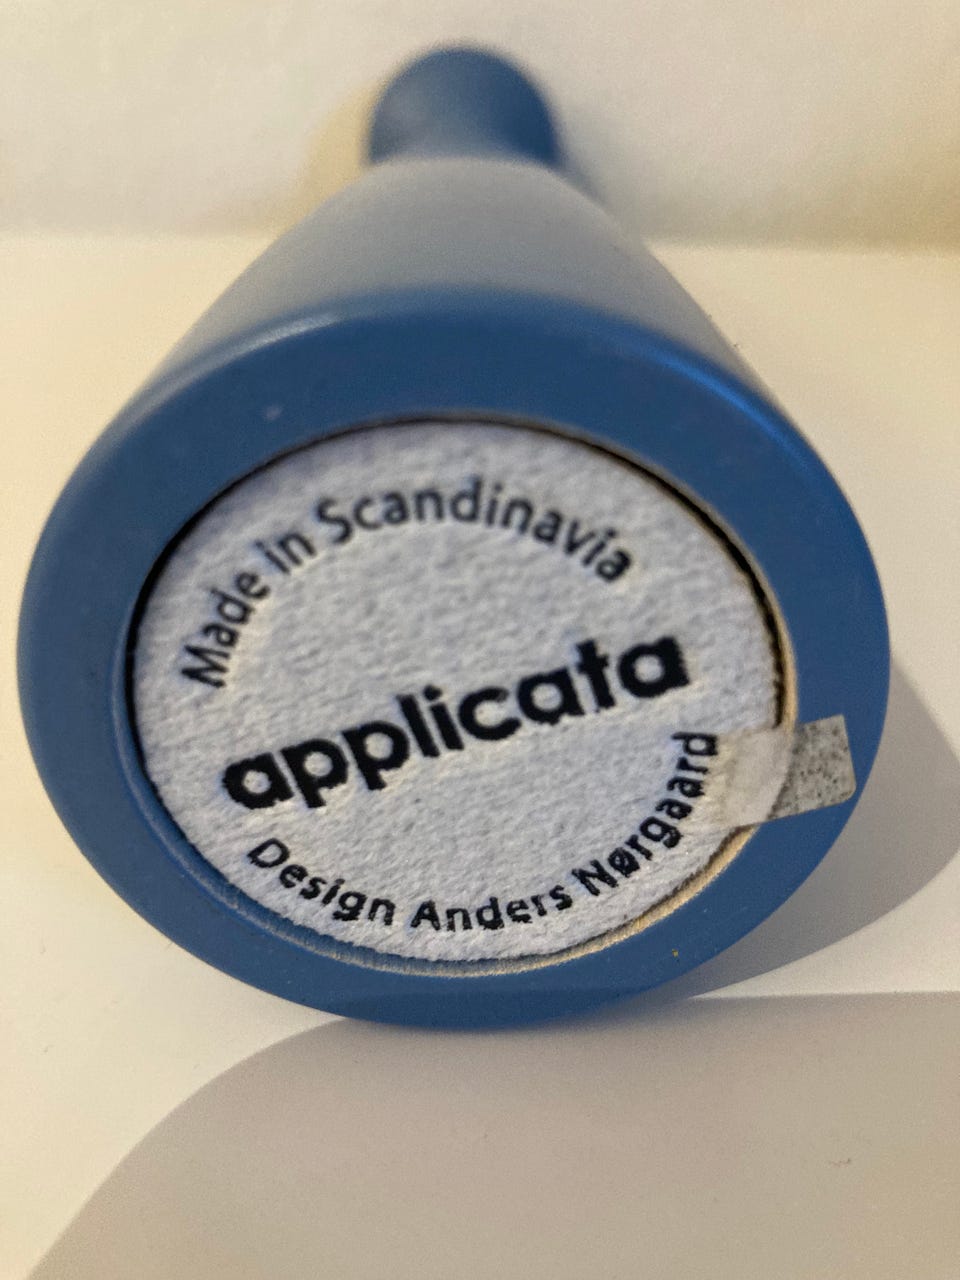 Made in Scandinavia
applicata
Design Anders Nørgaard